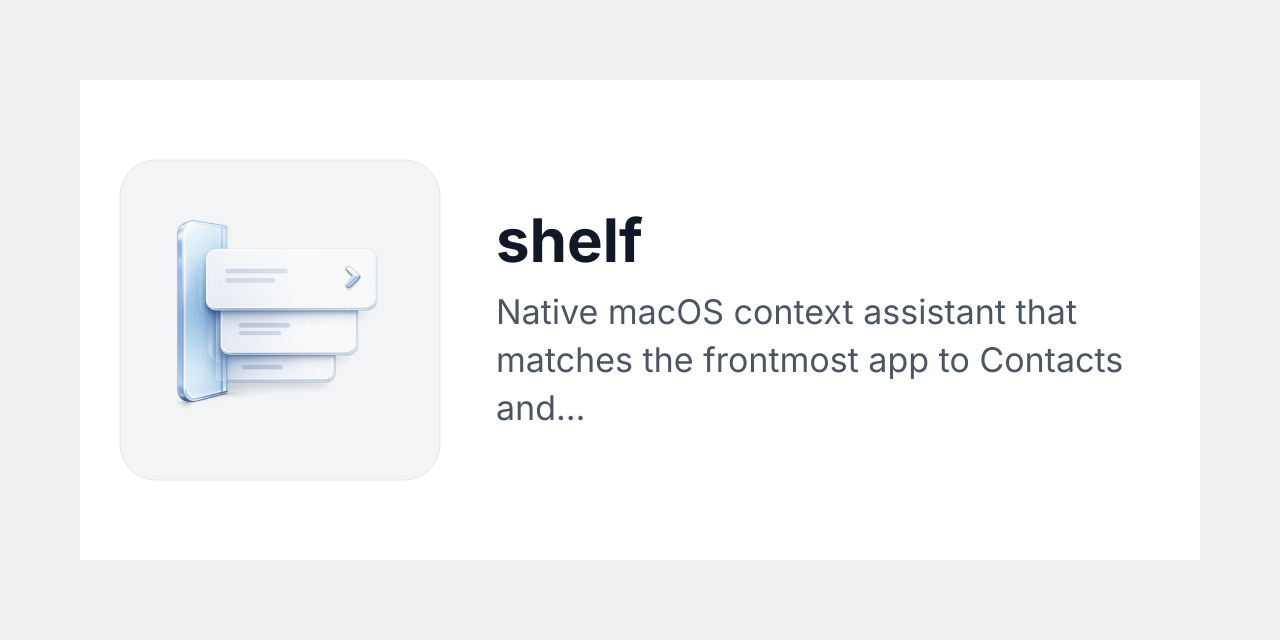 shelf
Native macOS context assistant that
matches the frontmost app to Contacts
and...